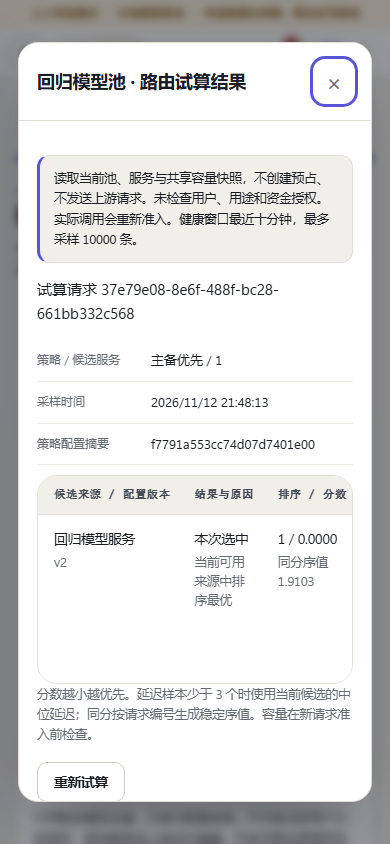 回归模型池 · 路由试算结果
×
读取当前池、服务与共享容量快照，不创建预占、
不发送上游请求。未检查用户、用途和资金授权。
实际调用会重新准入。健康窗口最近十分钟，最多
采样 10000 条。
试算请求 37e79e08-8e6f-488f-bc28-
661bb332c568
策略 / 候选服务 主备优先 / 1
采样时间 2026/11/12 21:48:13
策略配置摘要 f7791a553cc74d07d7401e00
候选来源 / 配置版本 结果与原因 排序 / 分数
回归模型服务 本次选中 1 / 0.0000
v2 当前可用 同分序值
来源中排 1.9103
序最优
分数越小越优先。延迟样本少于 3 个时使用当前候选的中
位延迟；同分按请求编号生成稳定序值。容量在新请求准
入前检查。
重新试算